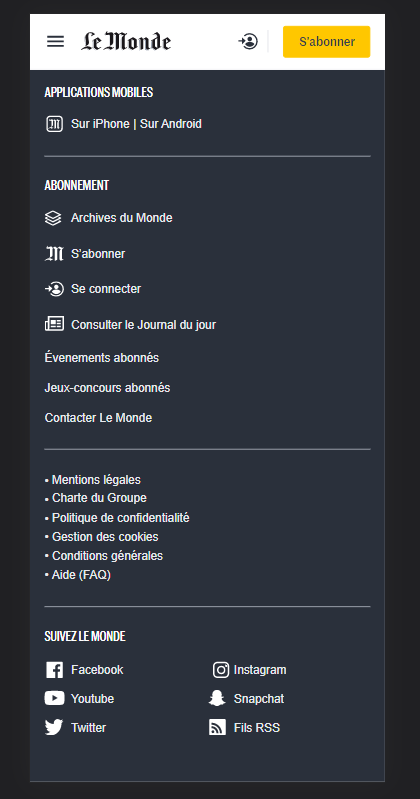 Le Monde
S'abonner
APPLICATIONS MOBILES
Sur iPhone | Sur Android
ABONNEMENT
Archives du Monde
S'abonner
Se connecter
Consulter le Journal du jour
Évenements abonnés
Jeux-concours abonnés
Contacter Le Monde
• Mentions légales
• Charte du Groupe
• Politique de confidentialité
• Gestion des cookies
• Conditions générales
• Aide (FAQ)
SUIVEZ LE MONDE
Facebook Instagram
Youtube Snapchat
Twitter Fils RSS